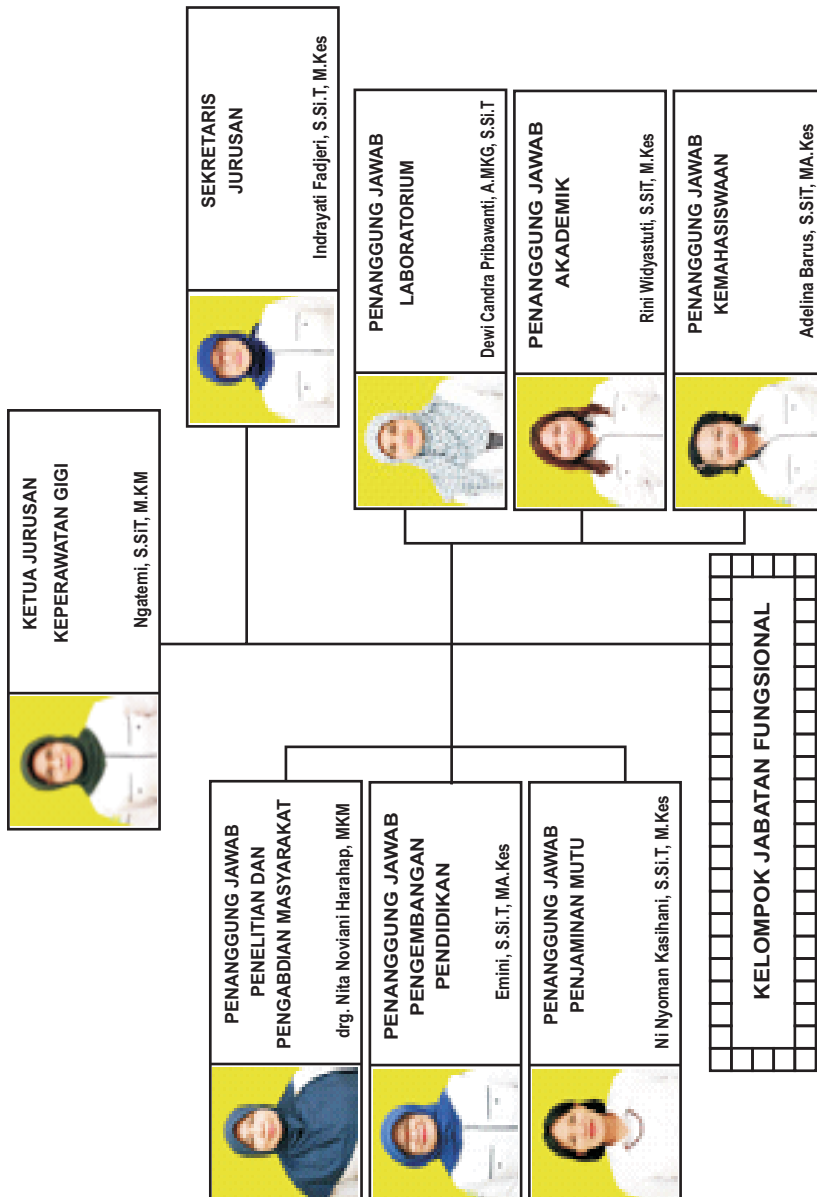 KETUA JURUSAN
KEPERAWATAN GIGI
Ngatemi, S.SiT, M.KM
SEKRETARIS
JURUSAN
Indrayati Fadjeri, S.Si.T, M.Kes
PENANGGUNG JAWAB
PENELITIAN DAN
PENGABDIAN MASYARAKAT
drg. Nita Noviani Harahap, MKM
PENANGGUNG JAWAB
PENGEMBANGAN
PENDIDIKAN
Emini, S.Si.T, MA.Kes
PENANGGUNG JAWAB
PENJAMINAN MUTU
Ni Nyoman Kasihani, S.Si.T, M.Kes
PENANGGUNG JAWAB
LABORATORIUM
Dewi Candra Pribawanti, A.MKG, S.Si.T
PENANGGUNG JAWAB
AKADEMIK
Rini Widyastuti, S.SiT, M.Kes
PENANGGUNG JAWAB
KEMAHASISWAAN
Adelina Barus, S.SiT, MA.Kes
KELOMPOK JABATAN FUNGSIONAL